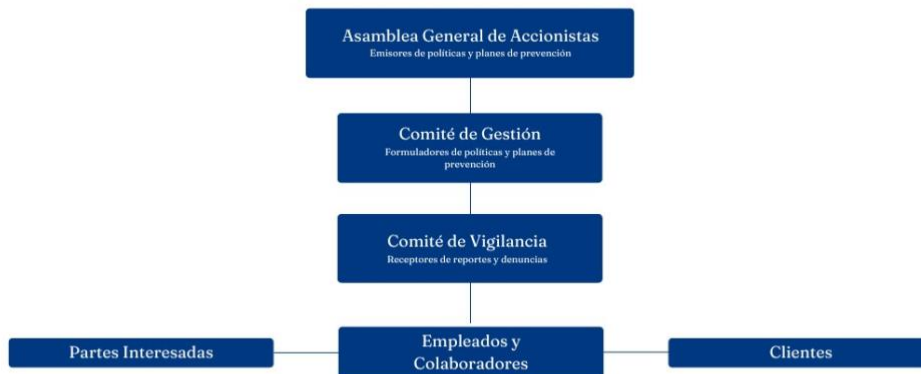 Asamblea General de Accionistas
Emisores de políticas y planes de prevención
Comité de Gestión
Formuladores de políticas y planes de
prevención
Comité de Vigilancia
Receptores de reportes y denuncias
Partes Interesadas
Empleados y
Colaboradores
Clientes